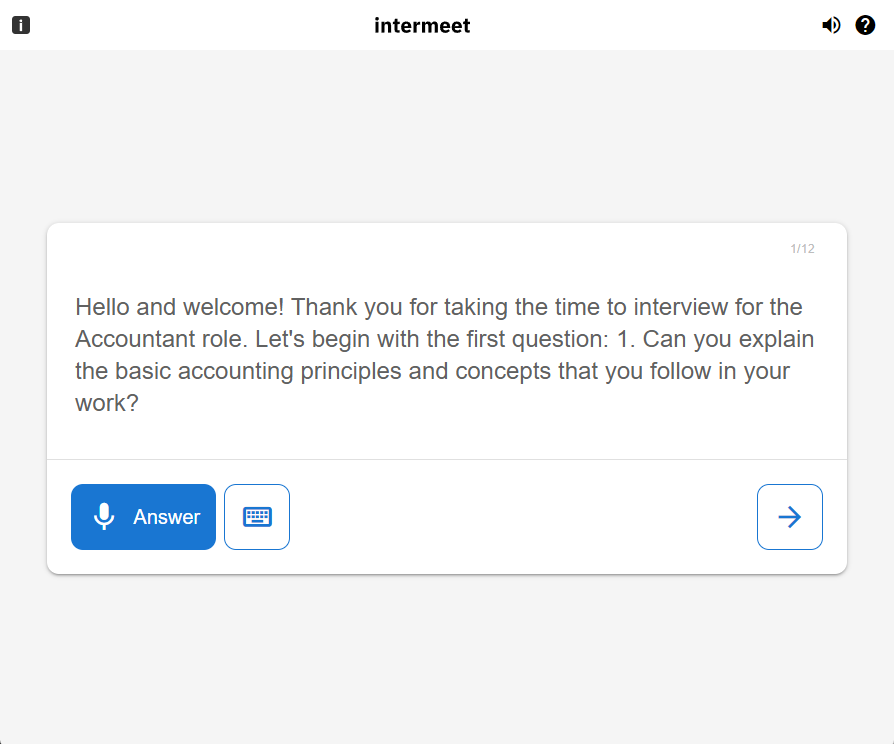 i
intermeet
?
1/12
Hello and welcome! Thank you for taking the time to interview for the
Accountant role. Let's begin with the first question: 1. Can you explain
the basic accounting principles and concepts that you follow in your
work?
Answer